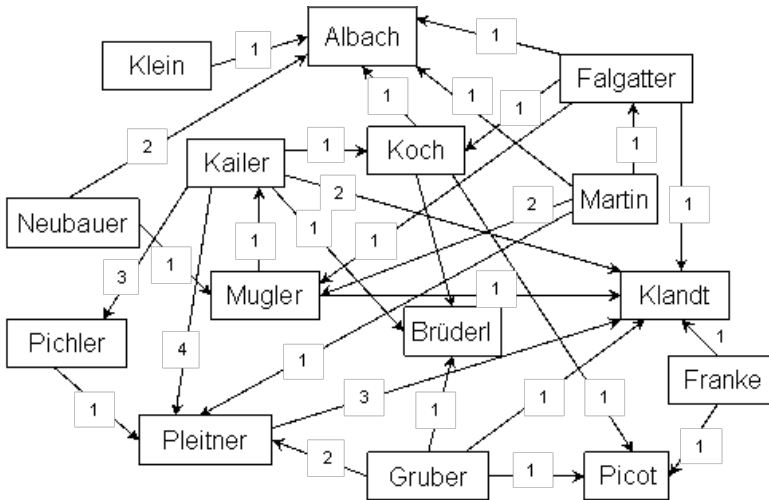 Albach
1
1
Klein
Falgatter
1
1
1
1
2
Kailer
1
Koch
Martin
2
2
1
Neubauer
1
1
1
1
3
1
Mugler
1
Klandt
Pichler
4
Brüderl
1
1
Franke
3
1
1
1
1
Pleitner
2
1
1
Gruber
Picot